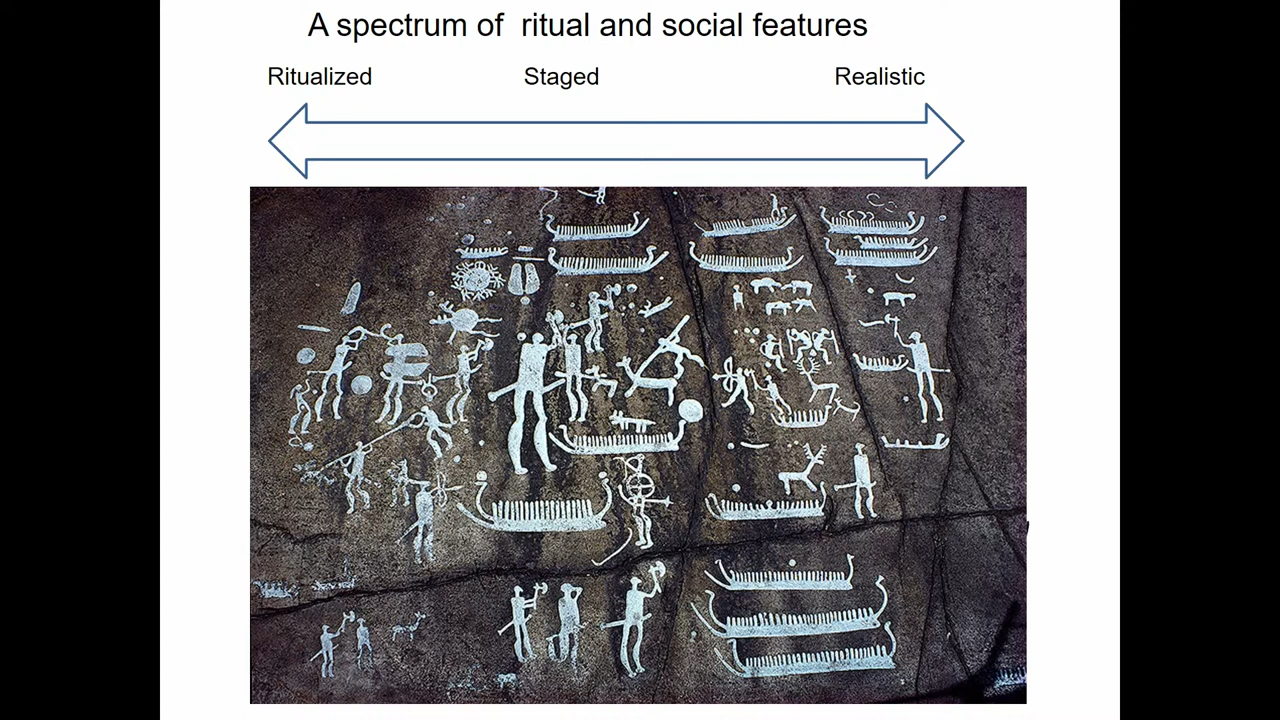 A spectrum of  ritual and social features
Ritualized Staged Realistic